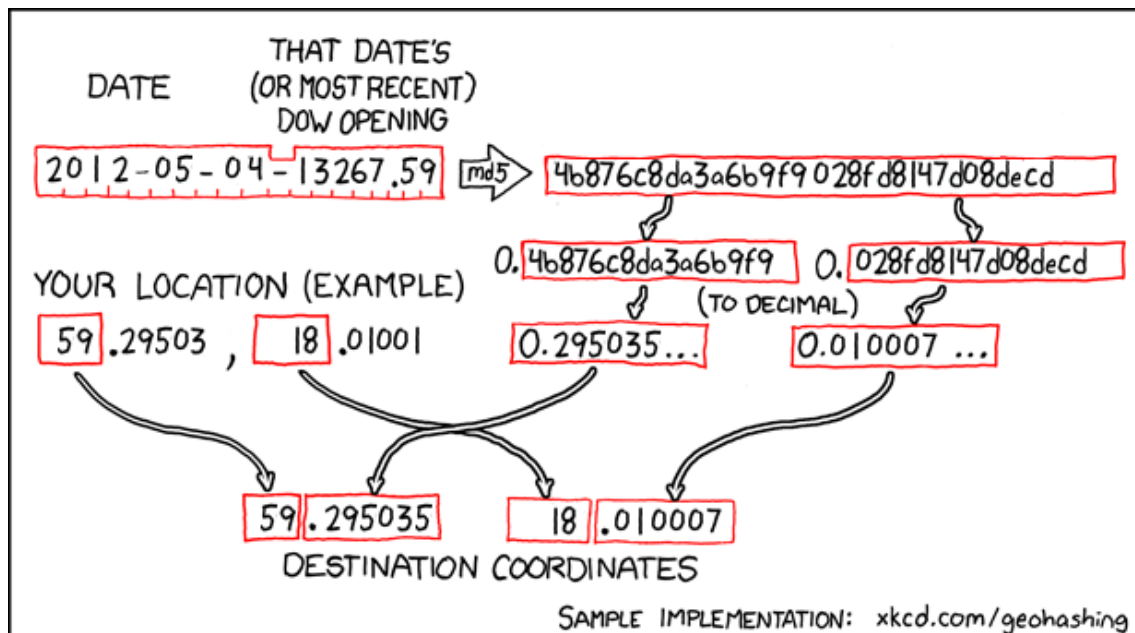 DATE
THAT DATE'S
(OR MOST RECENT)
DOW OPENING
2012-05-04-13267.59
md5
4b876c8da3a6b9f9028fd8147d08decd
0.4b876c8da3a6b9f9
0.028fd8147d08decd
(TO DECIMAL)
YOUR LOCATION (EXAMPLE)
59.29503, 18.01001
0.295035...
0.010007...
59.295035
18.010007
DESTINATION COORDINATES
SAMPLE IMPLEMENTATION: xkcd.com/geohashing